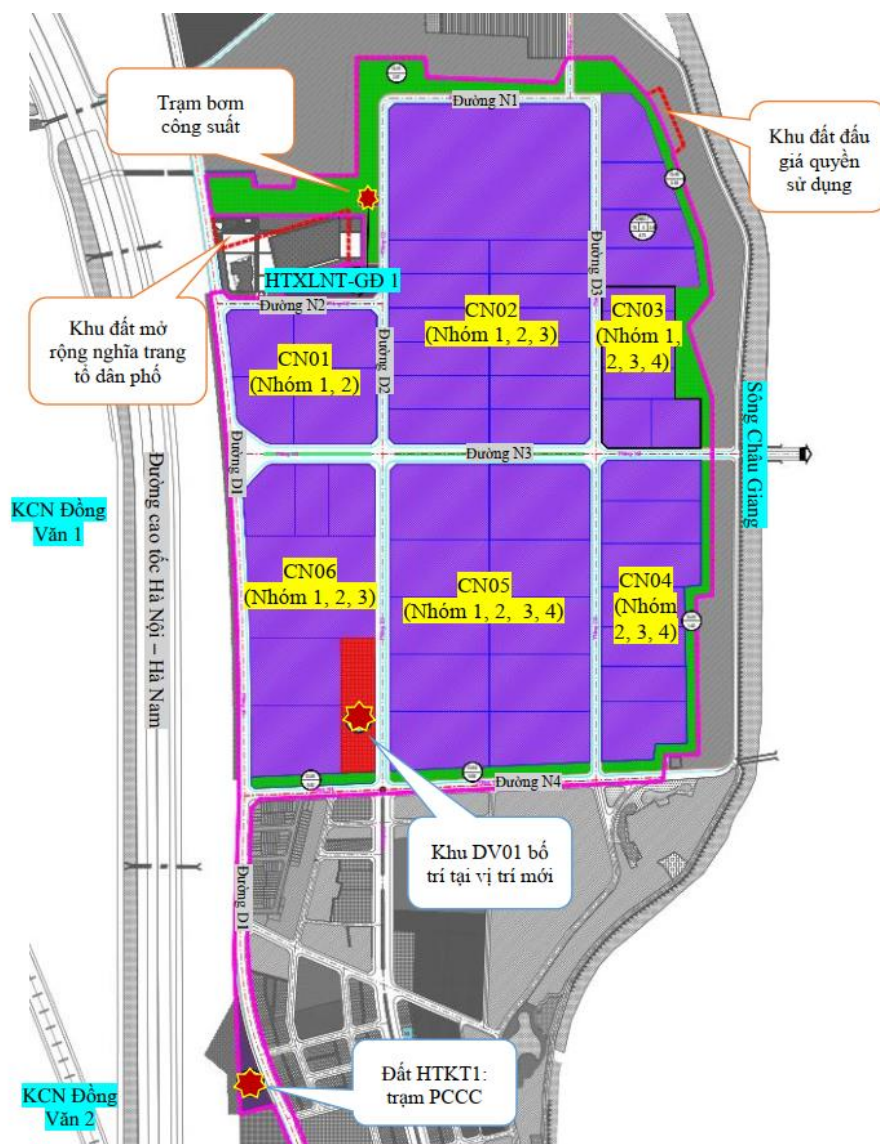 Trạm bơm
công suất
Đường N1
Khu đất đấu
giá quyền
sử dụng
HTXLNT-GĐ 1
Đường N2
Khu đất mở
rộng nghĩa trang
tổ dân phố
CN01
(Nhóm 1, 2)
Đường D2
CN02
(Nhóm 1, 2, 3)
Đường D3
CN03
(Nhóm 1,
2, 3, 4)
Đường D1
Đường N3
Sông Châu Giang
KCN Đồng
Văn 1
Đường cao tốc Hà Nội – Hà Nam
CN06
(Nhóm 1, 2, 3)
CN05
(Nhóm 1, 2, 3, 4)
CN04
(Nhóm
2, 3, 4)
Đường N4
Khu DV01 bố
trí tại vị trí mới
Đường D1
Đất HTKT1:
trạm PCCC
KCN Đồng
Văn 2